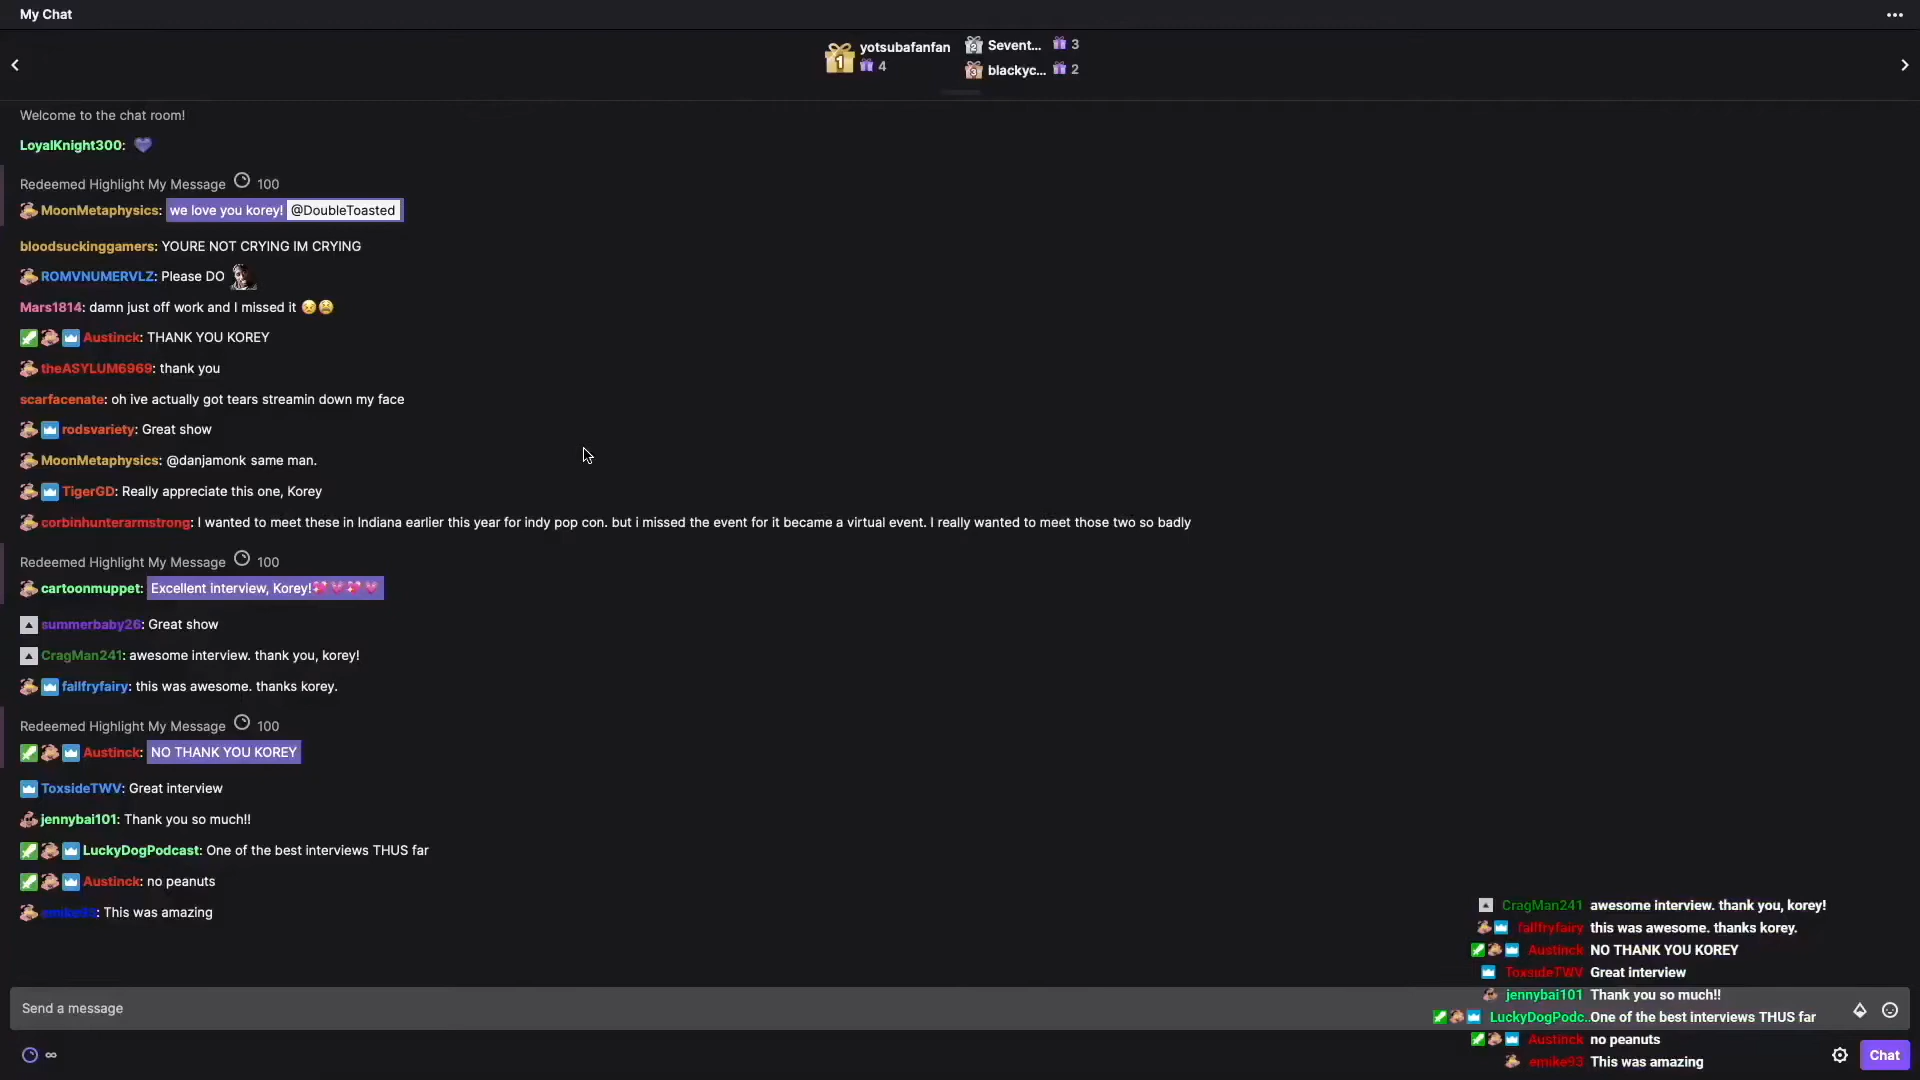 My Chat
yotsubafanfan
4
Sevent... 3
blackyc... 2
Welcome to the chat room!
LoyalKnight300:
Redeemed Highlight My Message 100
MoonMetaphysics: we love you korey! @DoubleToasted
bloodsuckinggamers: YOURE NOT CRYING IM CRYING
ROMVNUMERVLZ: Please DO
Mars1814: damn just off work and I missed it
Austinck: THANK YOU KOREY
theASYLUM6969: thank you
scarfacenate: oh ive actually got tears streamin down my face
rodsvariety: Great show
MoonMetaphysics: @danjamonk same man.
TigerGD: Really appreciate this one, Korey
corbinhunterarmstrong: I wanted to meet these in Indiana earlier this year for indy pop con. but i missed the event for it became a virtual event. I really wanted to meet those two so badly
Redeemed Highlight My Message 100
cartoonmuppet: Excellent interview, Korey!
summerbaby26: Great show
CragMan241: awesome interview. thank you, korey!
fallfryfairy: this was awesome. thanks korey.
Redeemed Highlight My Message 100
Austinck: NO THANK YOU KOREY
ToxsideTWV: Great interview
jennybai101: Thank you so much!!
LuckyDogPodcast: One of the best interviews THUS far
Austinck: no peanuts
emike93: This was amazing
CragMan241 awesome interview. thank you, korey!
fallfryfairy this was awesome. thanks korey.
Austinck NO THANK YOU KOREY
ToxsideTWV Great interview
jennybai101 Thank you so much!!
LuckyDogPodc.. One of the best interviews THUS far
Austinck no peanuts
emike93 This was amazing
Send a message
∞
Chat